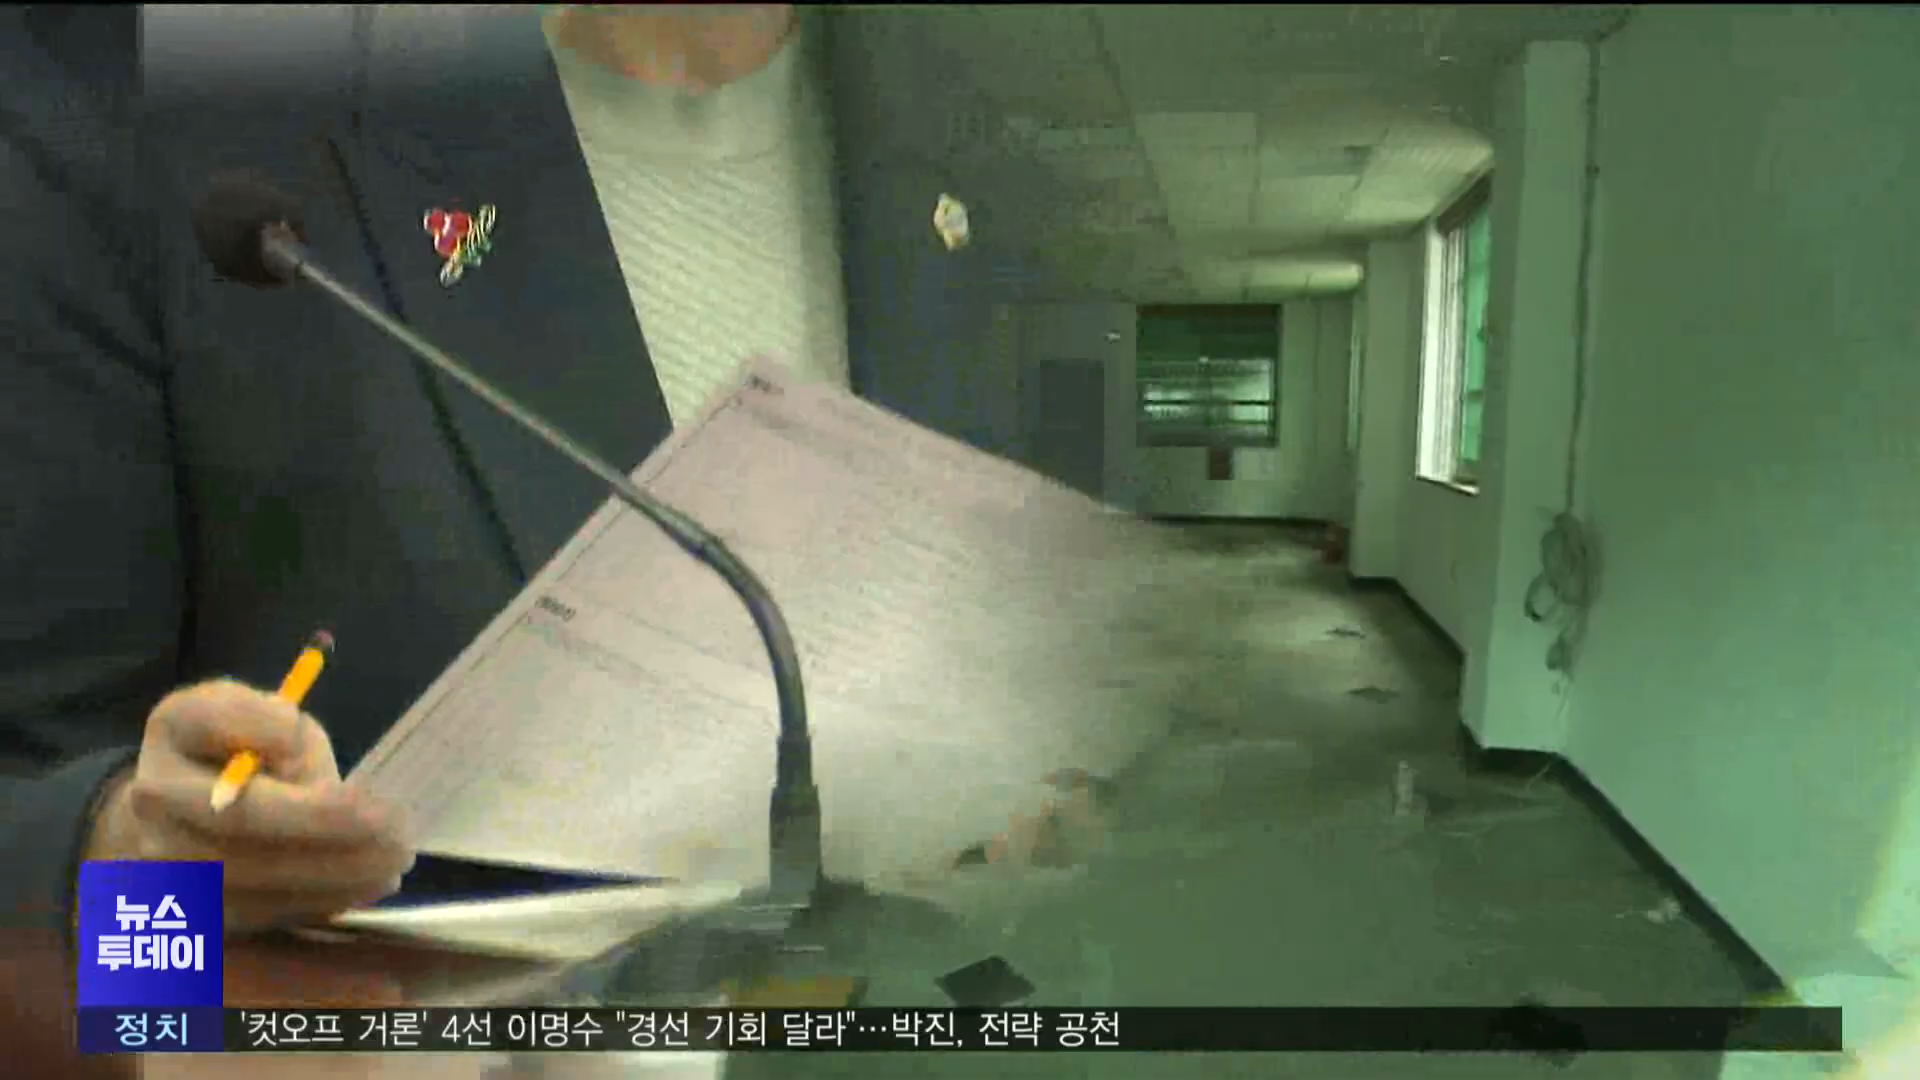 뉴스
투데이
정치 '컷오프 거론' 4선 이명수 "경선 기회 달라"…박진, 전략 공천